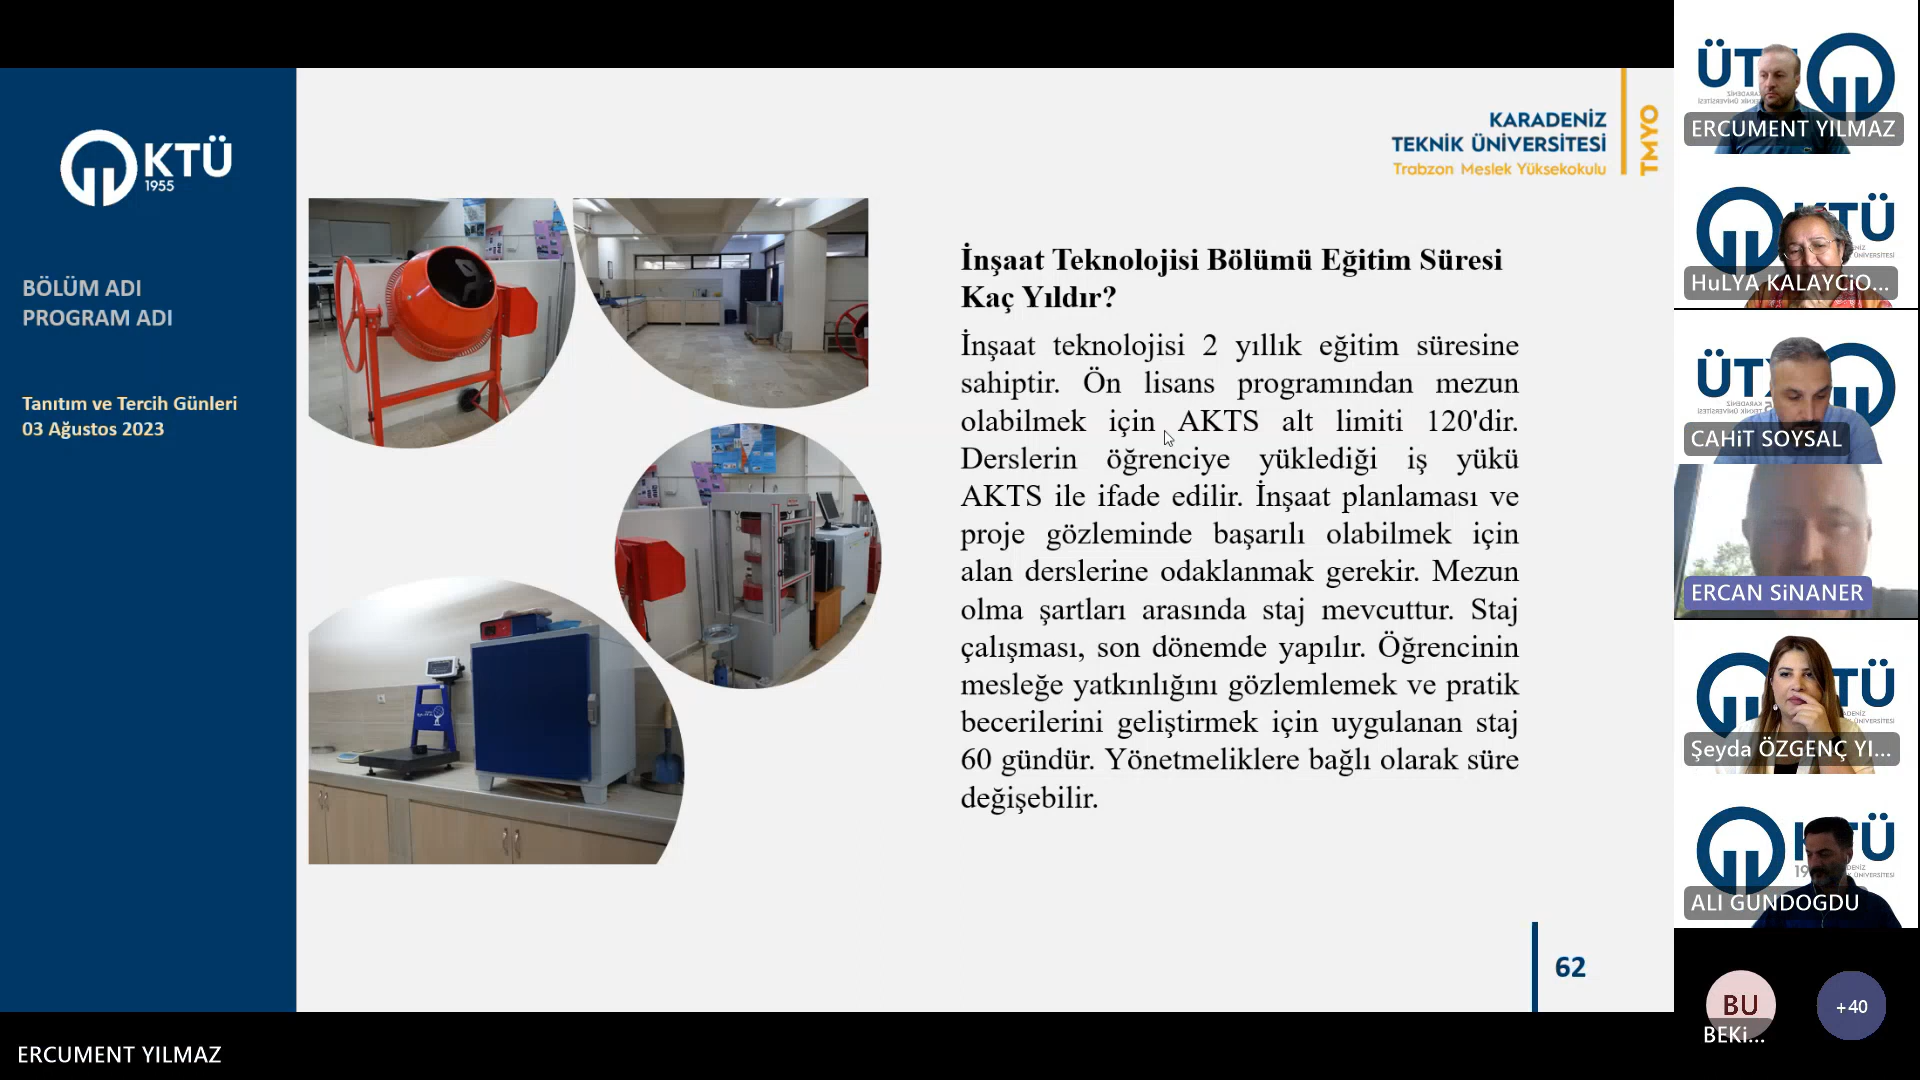 KTÜ
1955
BÖLÜM ADI
PROGRAM ADI
Tanıtım ve Tercih Günleri
03 Ağustos 2023
KARADENİZ
TEKNİK ÜNİVERSİTESİ
Trabzon Meslek Yüksekokulu
TMYO
İnşaat Teknolojisi Bölümü Eğitim Süresi
Kaç Yıldır?
İnşaat teknolojisi 2 yıllık eğitim süresine
sahiptir. Ön lisans programından mezun
olabilmek için AKTS alt limiti 120'dir.
Derslerin öğrenciye yüklediği iş yükü
AKTS ile ifade edilir. İnşaat planlaması ve
proje gözleminde başarılı olabilmek için
alan derslerine odaklanmak gerekir. Mezun
olma şartları arasında staj mevcuttur. Staj
çalışması, son dönemde yapılır. Öğrencinin
mesleğe yatkınlığını gözlemlemek ve pratik
becerilerini geliştirmek için uygulanan staj
60 gündür. Yönetmeliklere bağlı olarak süre
değişebilir.
62
ERCUMENT YILMAZ
ERCUMENT YILMAZ
HuLYA KALAYCiO...
CAHiT SOYSAL
ERCAN SiNANER
Şeyda ÖZGENÇ YI...
ALI GUNDOGDU
BU
BEKi...
+40